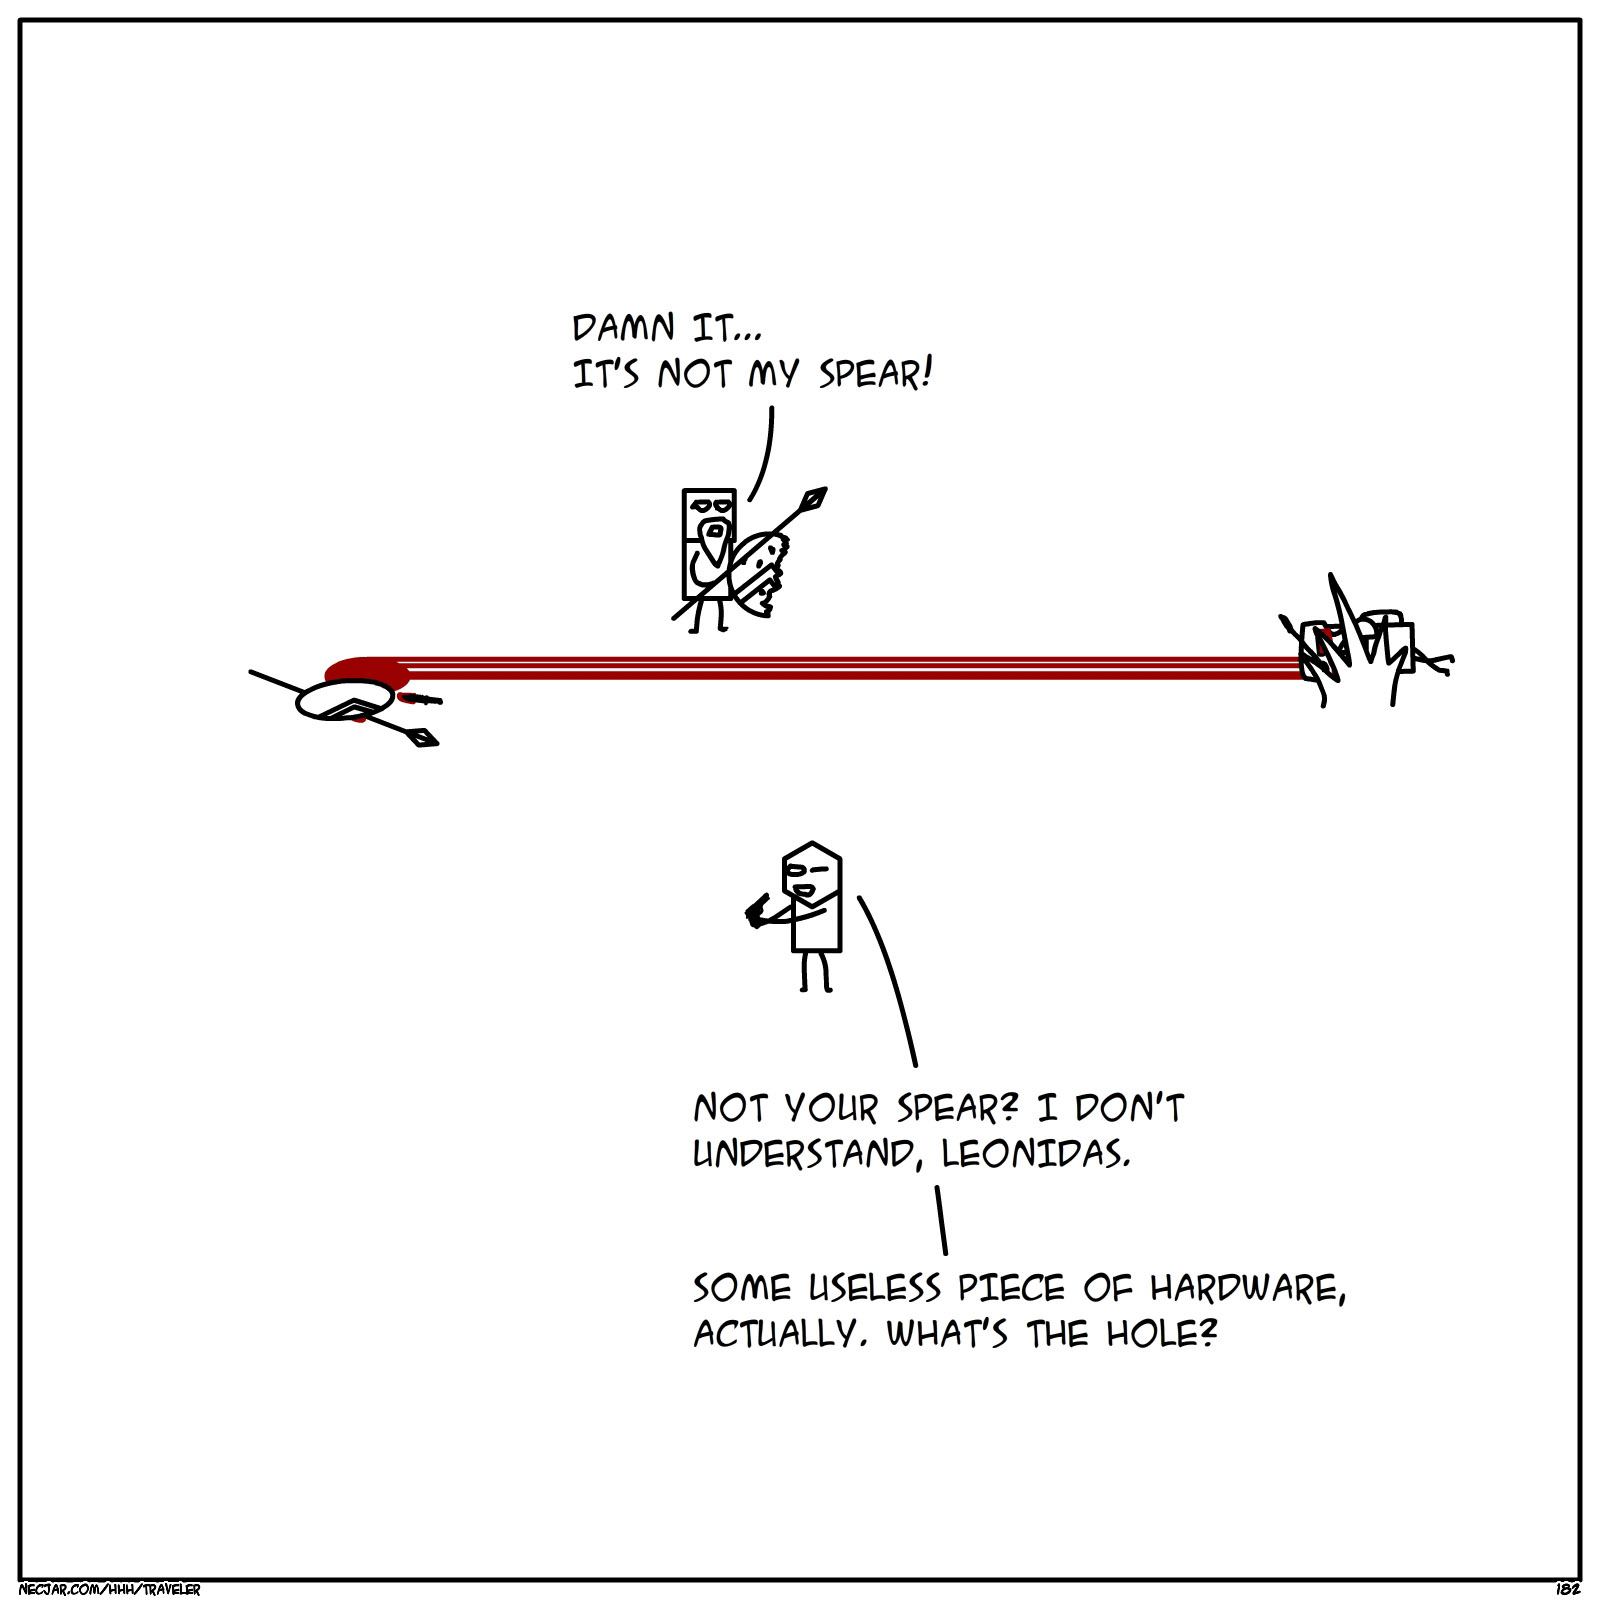 DAMN IT...
IT'S NOT MY SPEAR!
NOT YOUR SPEAR? I DON'T
UNDERSTAND, LEONIDAS.
SOME USELESS PIECE OF HARDWARE,
ACTUALLY. WHAT'S THE HOLE?
NECJAR.COM/HHH/TRAVELER
182